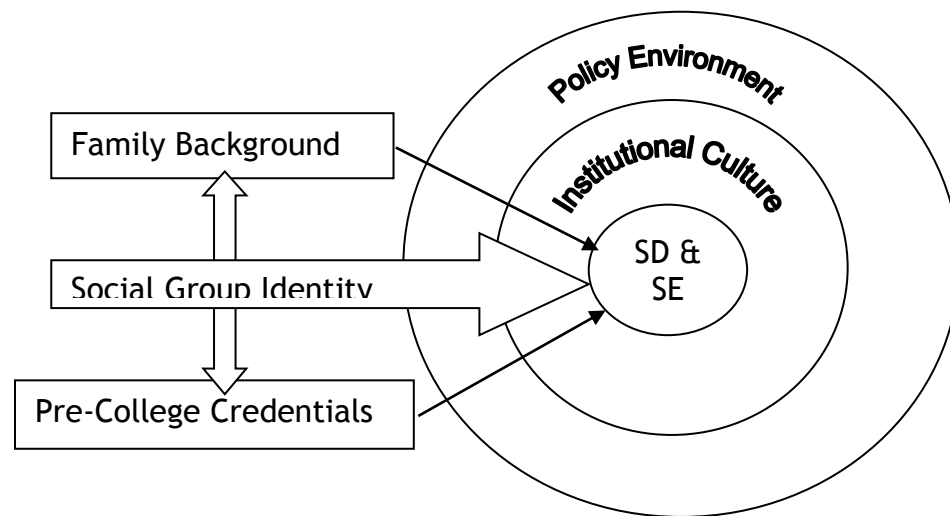 Policy Environment
Family Background
Institutional Culture
SD &
SE
Social Group Identity
Pre-College Credentials